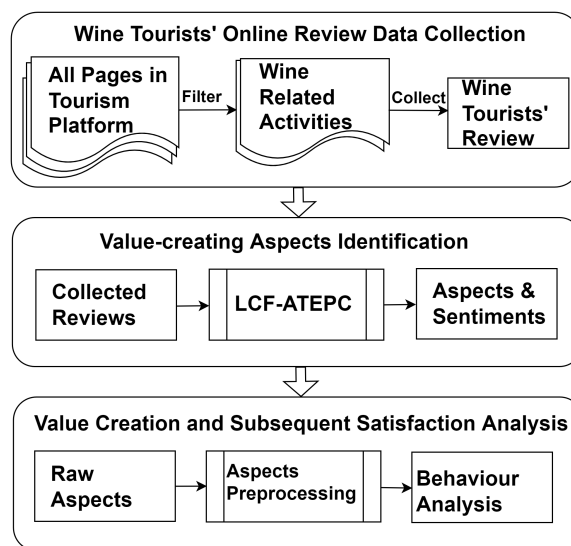 Wine Tourists' Online Review Data Collection
All Pages in
Tourism
Platform
Filter
Wine
Related
Activities
Collect
Wine
Tourists'
Review
Value-creating Aspects Identification
Collected
Reviews
LCF-ATEPC
Aspects &
Sentiments
Value Creation and Subsequent Satisfaction Analysis
Raw
Aspects
Aspects
Preprocessing
Behaviour
Analysis